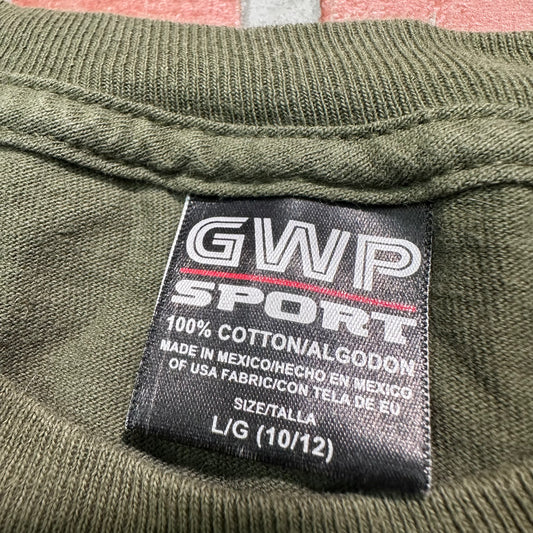 GWP
SPORT
100% COTTON/ALGODON
MADE IN MEXICO/HECHO EN MEXICO
OF USA FABRIC/CON TELA DE EU
SIZE/TALLA
L/G (10/12)